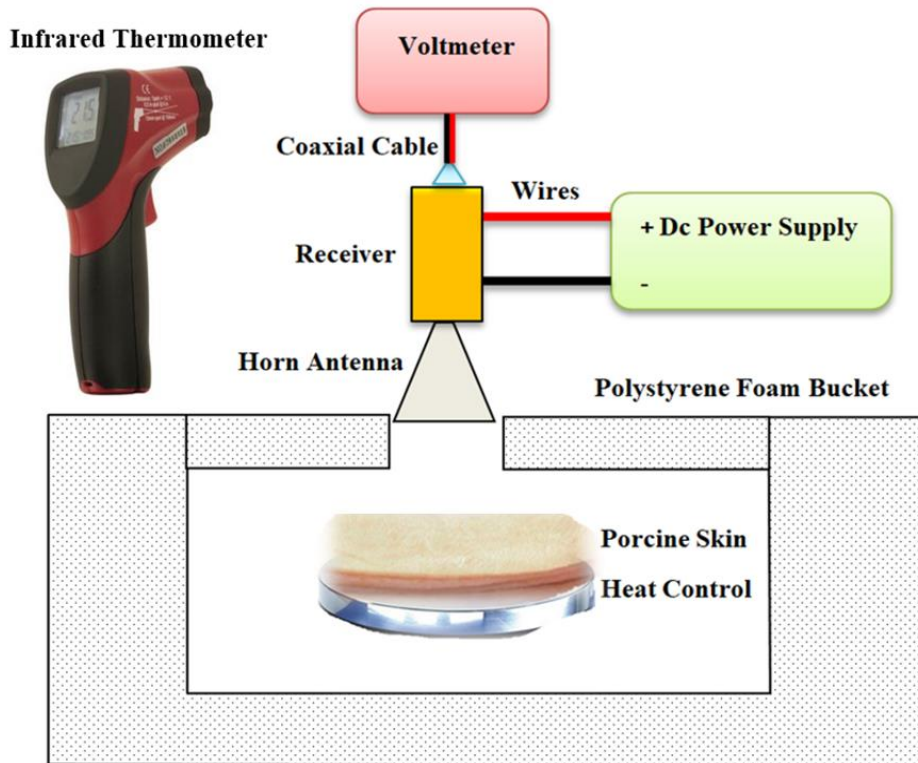 Infrared Thermometer
Voltmeter
Coaxial Cable
Wires
+ Dc Power Supply
-
Receiver
Horn Antenna
Polystyrene Foam Bucket
Porcine Skin
Heat Control